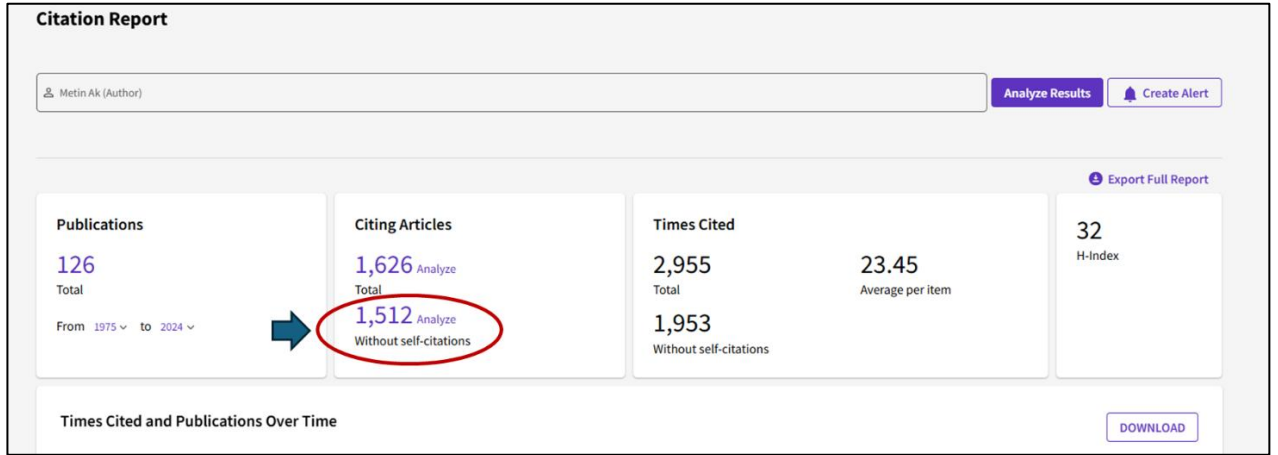 Citation Report
Metin Ak (Author)
Analyze Results
Create Alert
Export Full Report
Publications
126
Total
From 1975 to 2024
Citing Articles
1,626 Analyze
Total
1,512 Analyze
Without self-citations
Times Cited
2,955
Total
23.45
Average per item
1,953
Without self-citations
32
H-Index
Times Cited and Publications Over Time
DOWNLOAD